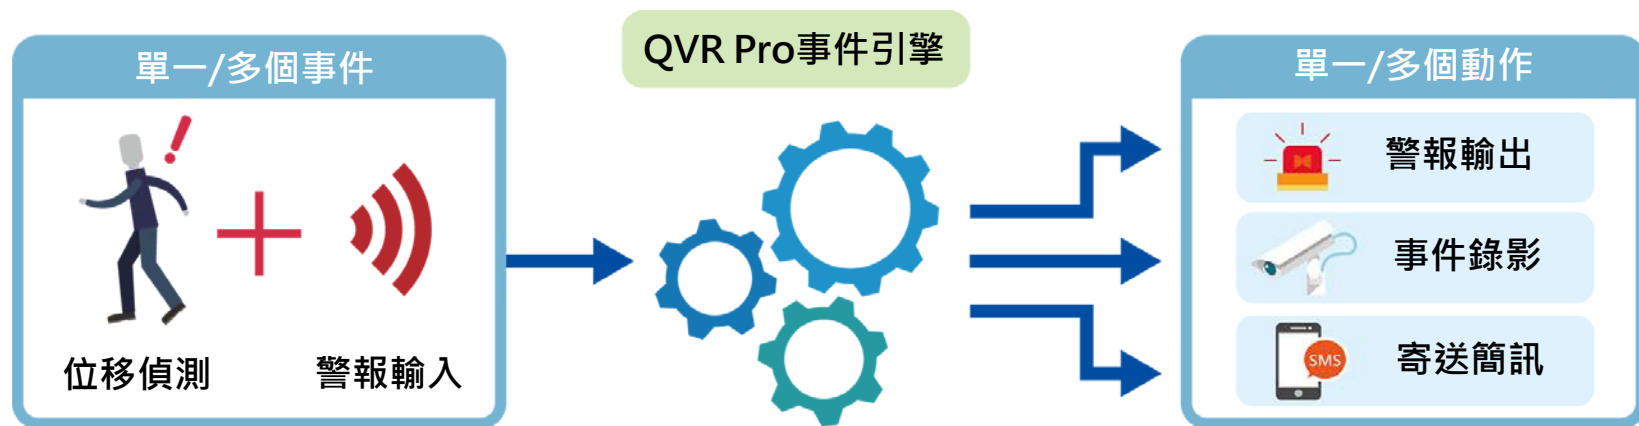 單一/多個事件
位移偵測
警報輸入
QVR Pro事件引擎
單一/多個動作
警報輸出
事件錄影
SMS
寄送簡訊